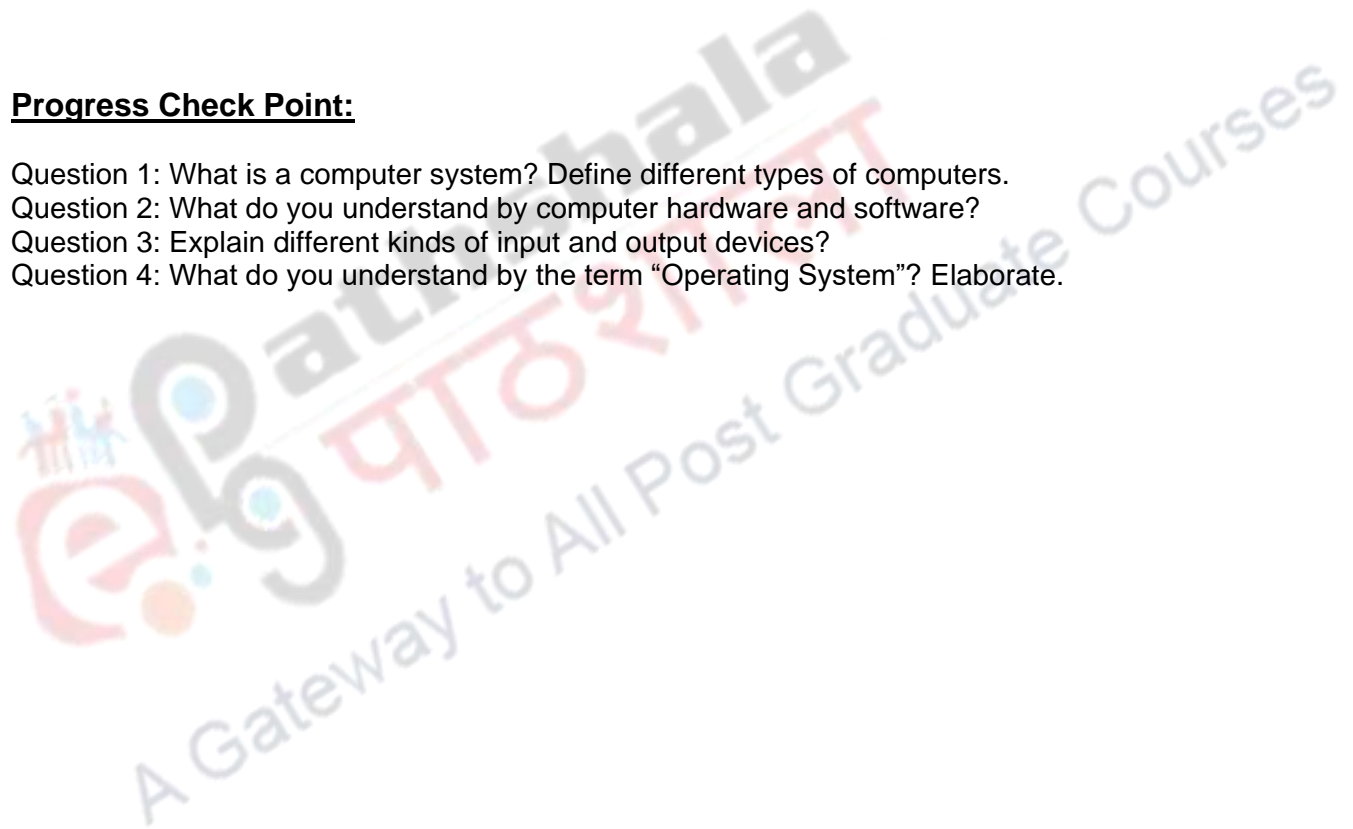 Progress Check Point:
Question 1: What is a computer system? Define different types of computers.
Question 2: What do you understand by computer hardware and software?
Question 3: Explain different kinds of input and output devices?
Question 4: What do you understand by the term “Operating System”? Elaborate.
e
Pg
athshala
पाठशाला
A Gateway to All Post Graduate Courses